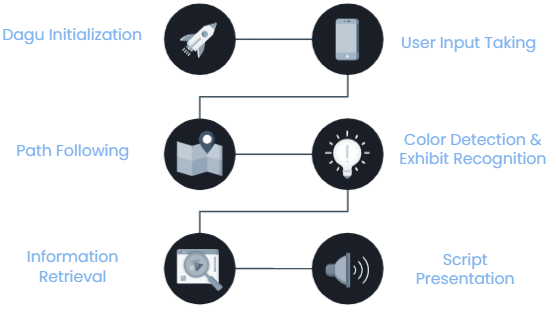 Dagu Initialization
User Input Taking
Path Following
Color Detection &
Exhibit Recognition
Information
Retrieval
Script
Presentation